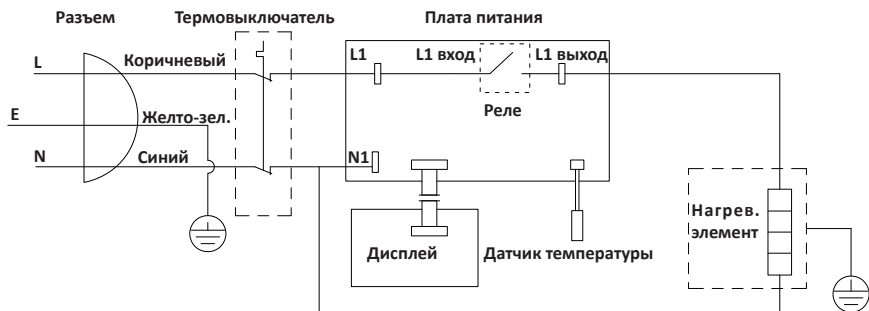 Разъем
Термовыключатель
Плата питания
L
Коричневый
L1
L1 вход
L1 выход
Реле
E
Желто-зел.
N
Синий
N1
Дисплей
Датчик температуры
Нагрев.
элемент